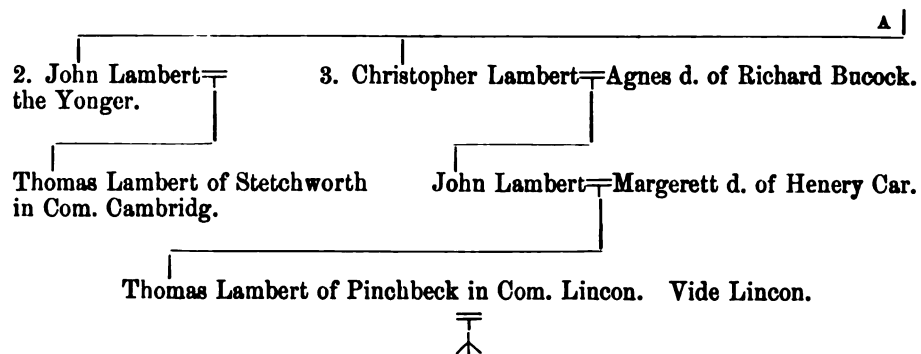 A
2. John Lambert 3. Christopher Lambert Agnes d. of Richard Bucock.
the Yonger.
Thomas Lambert of Stetchworth John Lambert Margerett d. of Henery Car.
in Com. Cambridg.
Thomas Lambert of Pinchbeck in Com. Lincon. Vide Lincon.